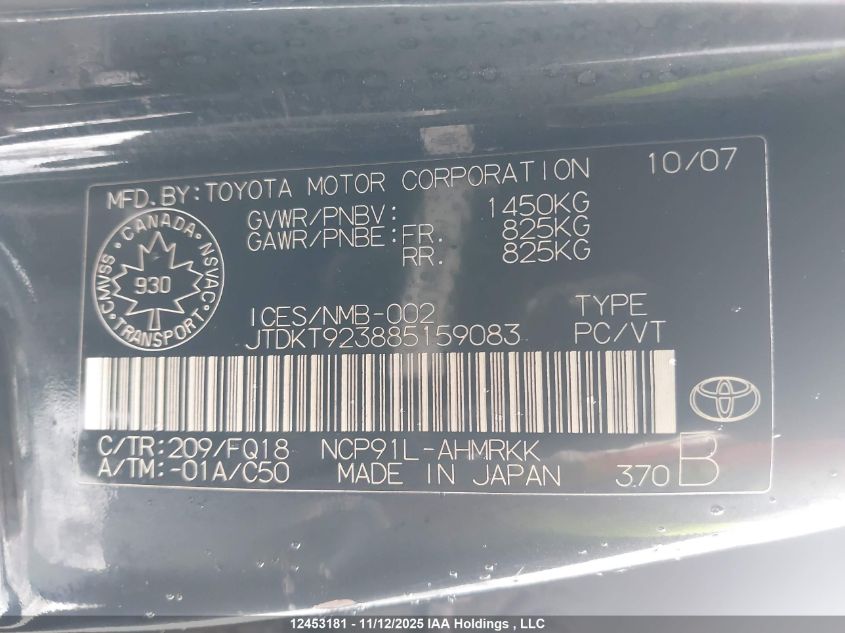 MFD.BY:TOYOTA MOTOR CORPORATION 10/07
GVWR/PNBV: 1450KG
GAWR/PNBE:FR. 825KG
RR. 825KG
CANADA
CMVSS NSVAC
930
TRANSPORT
ICES/NMB-002 TYPE
JTDKT923885159083 PC/VT
C/TR:209/FQ18 NCP91L-AHMRKK
A/TM:-01A/C50 MADE IN JAPAN 370 B
12453181 - 11/12/2025 IAA Holdings , LLC